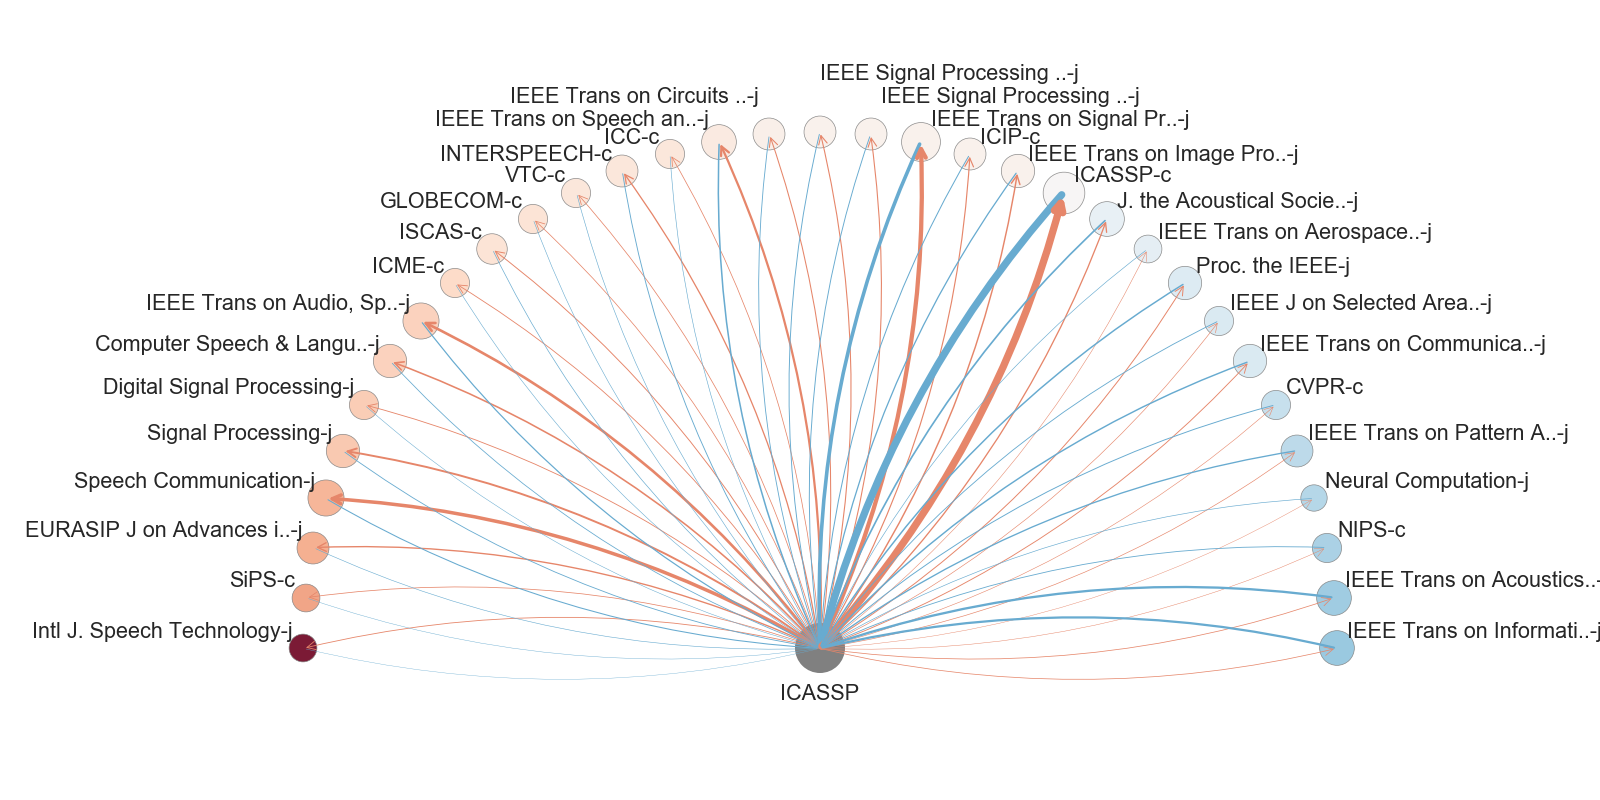 IEEE Signal Processing ..-j
IEEE Trans on Circuits ..-j
IEEE Signal Processing ..-j
IEEE Trans on Speech an..-j
IEEE Trans on Signal Pr..-j
ICC-c
ICIP-c
INTERSPEECH-c
IEEE Trans on Image Pro..-j
VTC-c
ICASSP-c
GLOBECOM-c
J. the Acoustical Socie..-j
ISCAS-c
IEEE Trans on Aerospace..-j
ICME-c
Proc. the IEEE-j
IEEE Trans on Audio, Sp..-j
IEEE J on Selected Area..-j
Computer Speech & Langu..-j
IEEE Trans on Communica..-j
Digital Signal Processing-j
CVPR-c
Signal Processing-j
IEEE Trans on Pattern A..-j
Speech Communication-j
Neural Computation-j
EURASIP J on Advances i..-j
NIPS-c
SiPS-c
IEEE Trans on Acoustics..-
Intl J. Speech Technology-j
IEEE Trans on Informati..-j
ICASSP